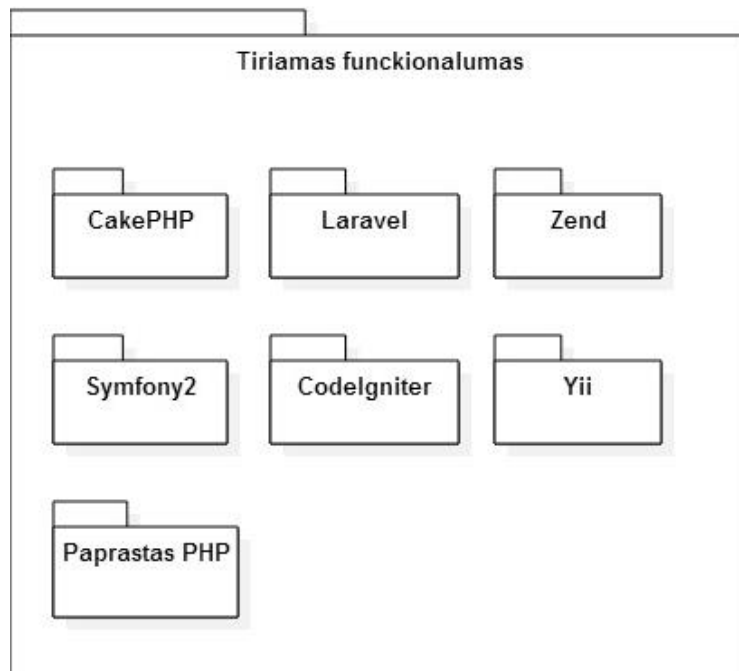 Tiriamas funckionalumas
CakePHP
Laravel
Zend
Symfony2
CodeIgniter
Yii
Paprastas PHP